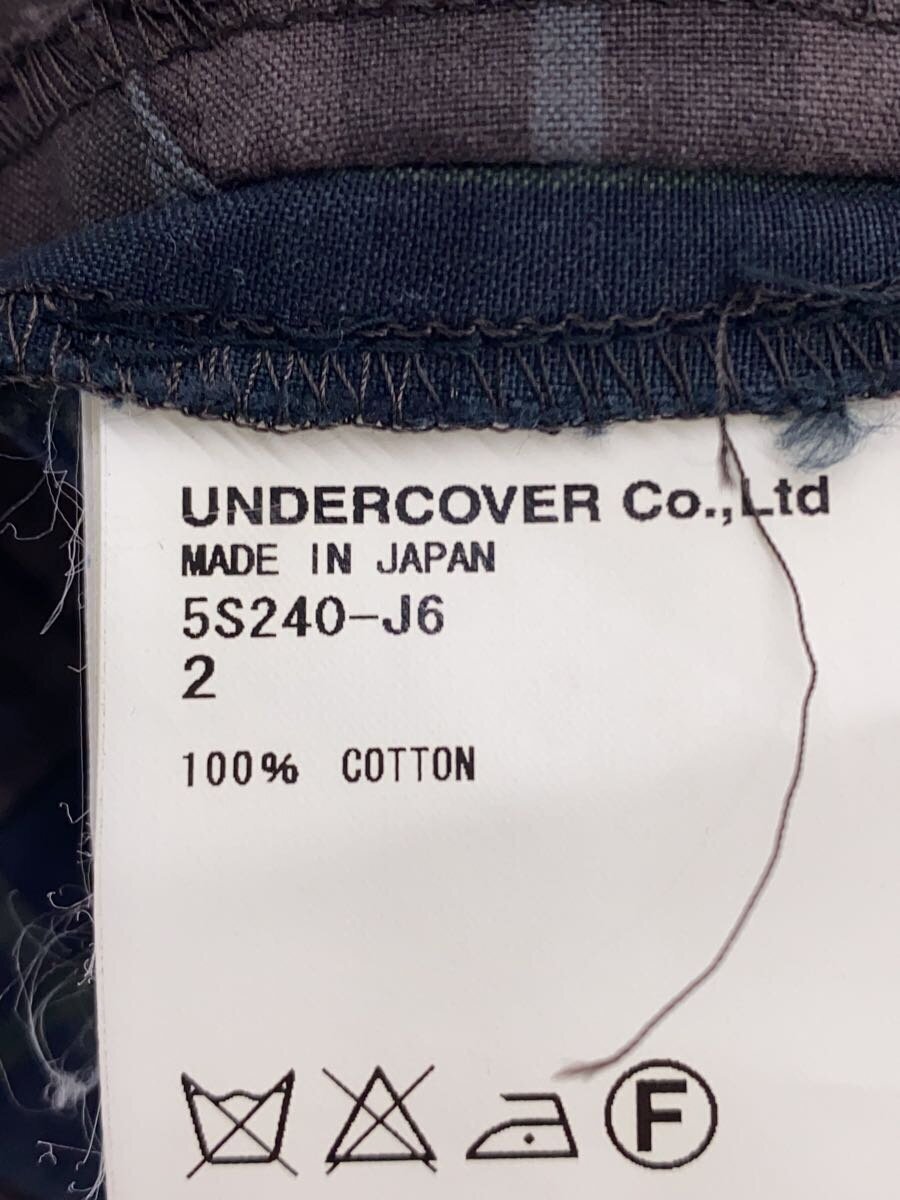 UNDERCOVER Co.,Ltd
MADE IN JAPAN
5S240-J6
2
100% COTTON
F